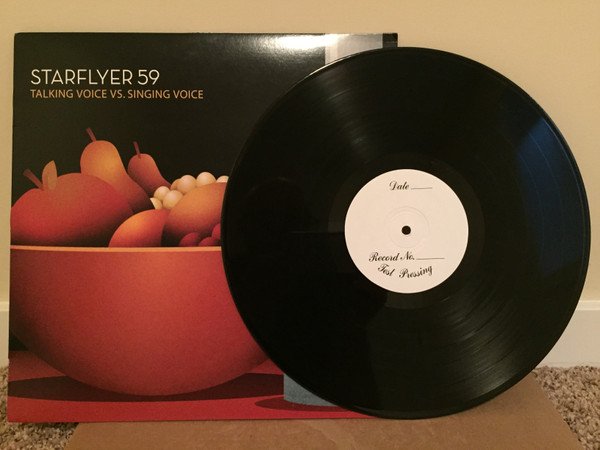 STARFLYER 59
TALKING VOICE VS. SINGING VOICE
Date
Record No.
Test Pressing